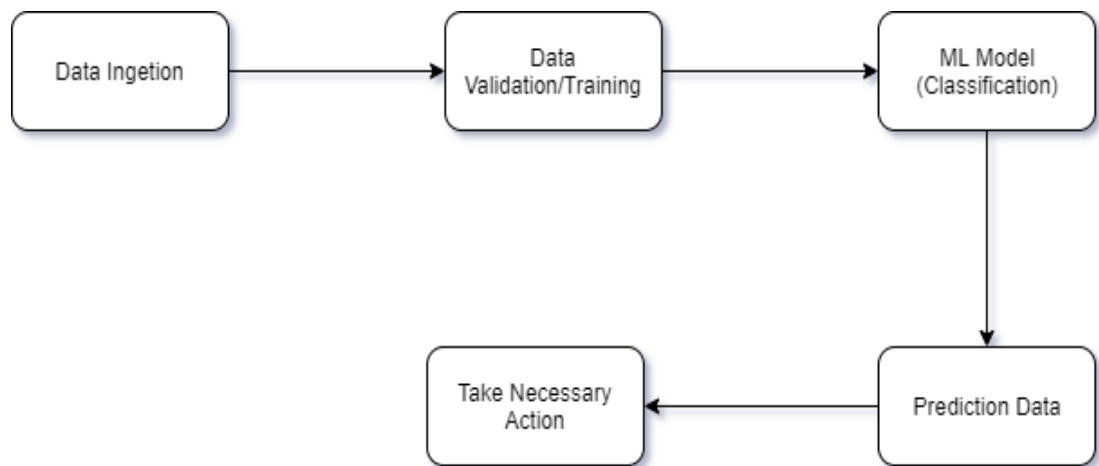 Data Ingetion
Data
Validation/Training
ML Model
(Classification)
Take Necessary
Action
Prediction Data